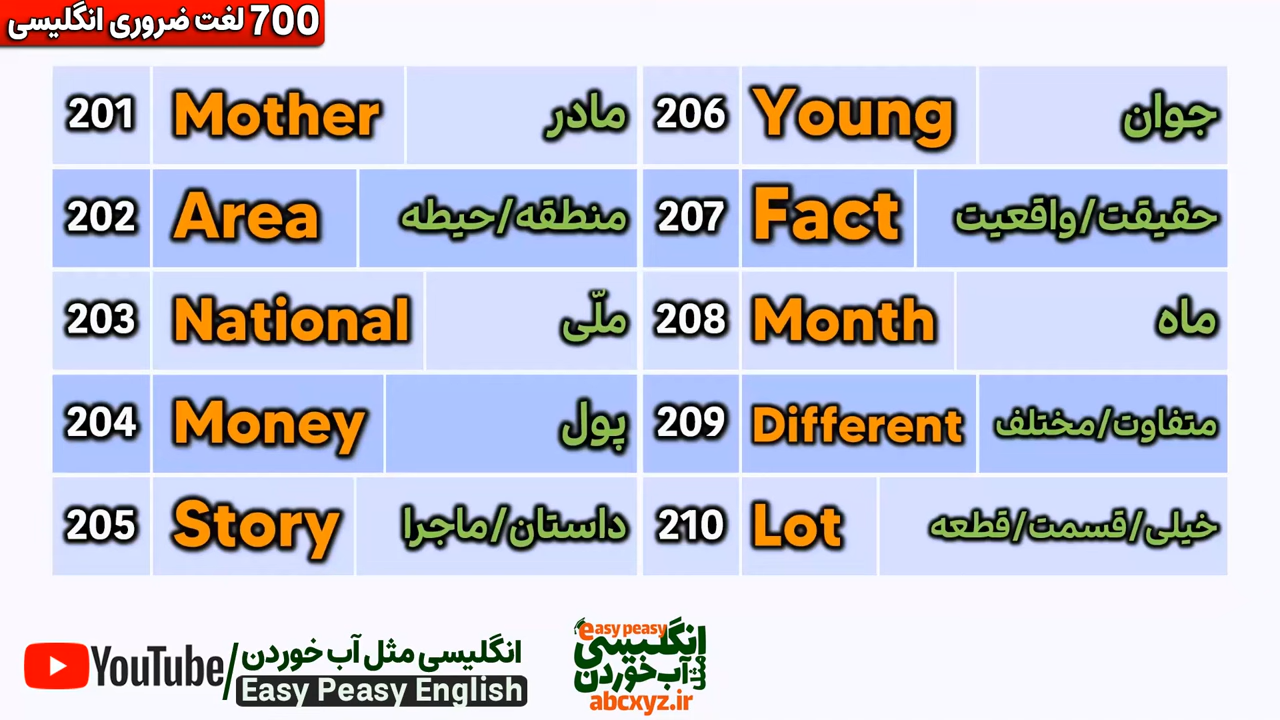 700 لغت ضروری انگلیسی
201 Mother مادر
202 Area منطقه/حیطه
203 National ملّی
204 Money پول
205 Story داستان/ماجرا
206 Young جوان
207 Fact حقیقت/واقعیت
208 Month ماه
209 Different متفاوت/مختلف
210 Lot خیلی/قسمت/قطعه
YouTube/انگلیسی مثل آب خوردن
Easy Peasy English
easy peasy
انگلیسی
مثل آب خوردن
abcxyz.ir